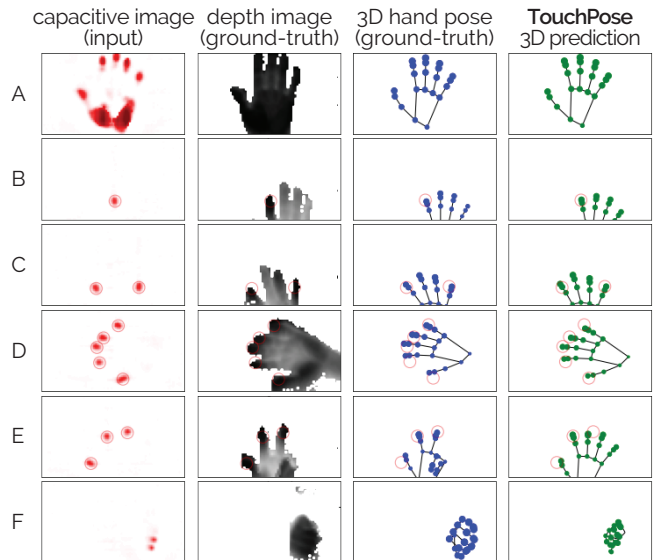 capacitive image depth image 3D hand pose TouchPose
(input) (ground-truth) (ground-truth) 3D prediction
A
B
C
D
E
F